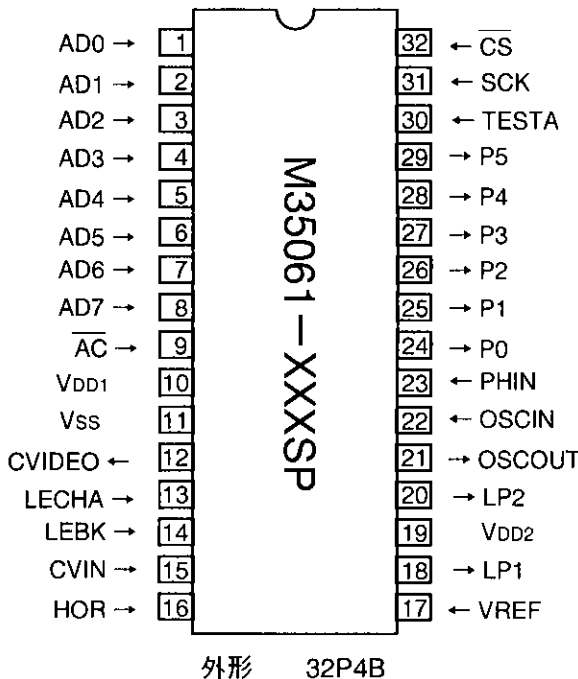 AD0 → 1 32 ← C̅S̅
AD1 → 2 31 ← SCK
AD2 → 3 30 ← TESTA
AD3 → 4 29 → P5
AD4 → 5 28 → P4
AD5 → 6 27 → P3
AD6 → 7 26 → P2
AD7 → 8 25 → P1
A̅C̅ → 9 24 → P0
VDD1 10 23 ← PHIN
Vss 11 22 ← OSCIN
CVIDEO ← 12 21 → OSCOUT
LECHA → 13 20 → LP2
LEBK → 14 19 VDD2
CVIN → 15 18 → LP1
HOR → 16 17 ← VREF
M35061-XXXSP
外形 32P4B